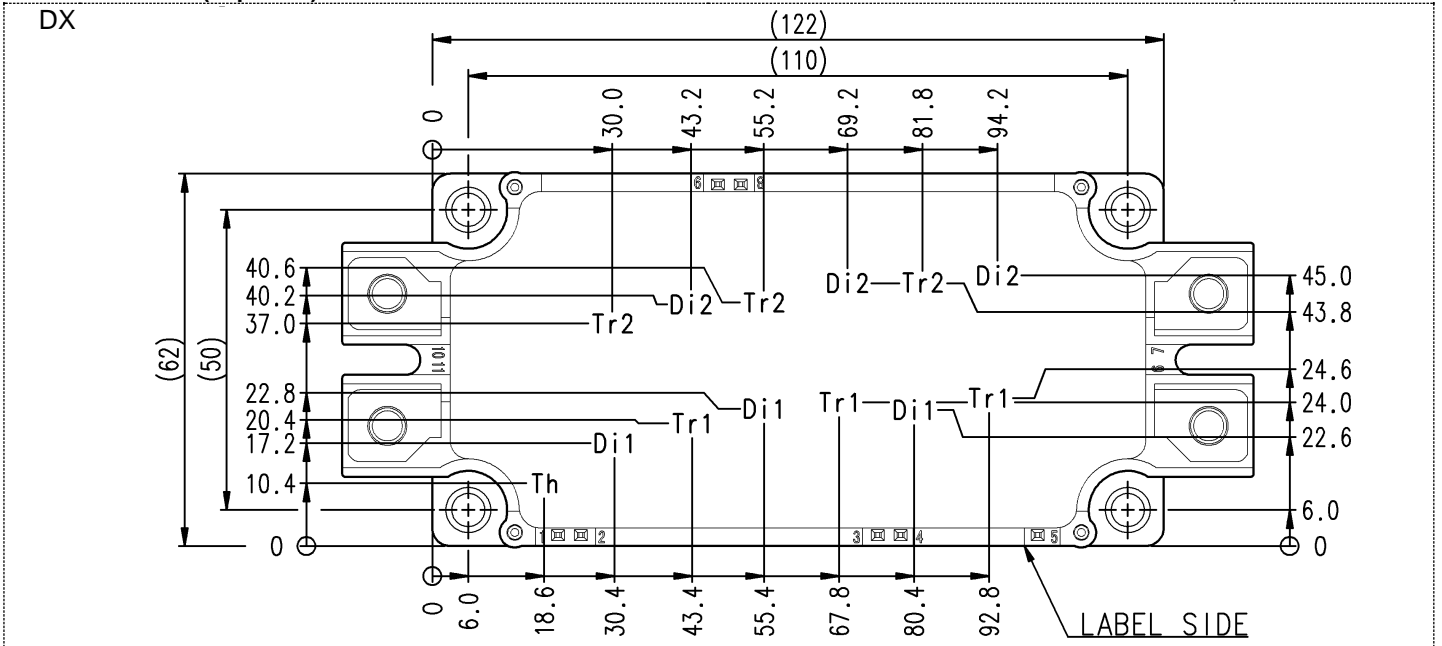 DX
(122)
(110)
0 30.0 43.2 55.2 69.2 81.8 94.2
6 8
40.6 45.0
40.2 Di2 Tr2 Di2 Tr2 Di2 43.8
37.0 Tr2
(62) (50)
10 11 7
24.6
22.8 Di1 Tr1 Tr1 24.0
20.4 Tr1 Di1 22.6
17.2 Di1
10.4 Th
6.0
1 2 3 4 5
0 0
0 6.0 18.6 30.4 43.4 55.4 67.8 80.4 92.8
LABEL SIDE